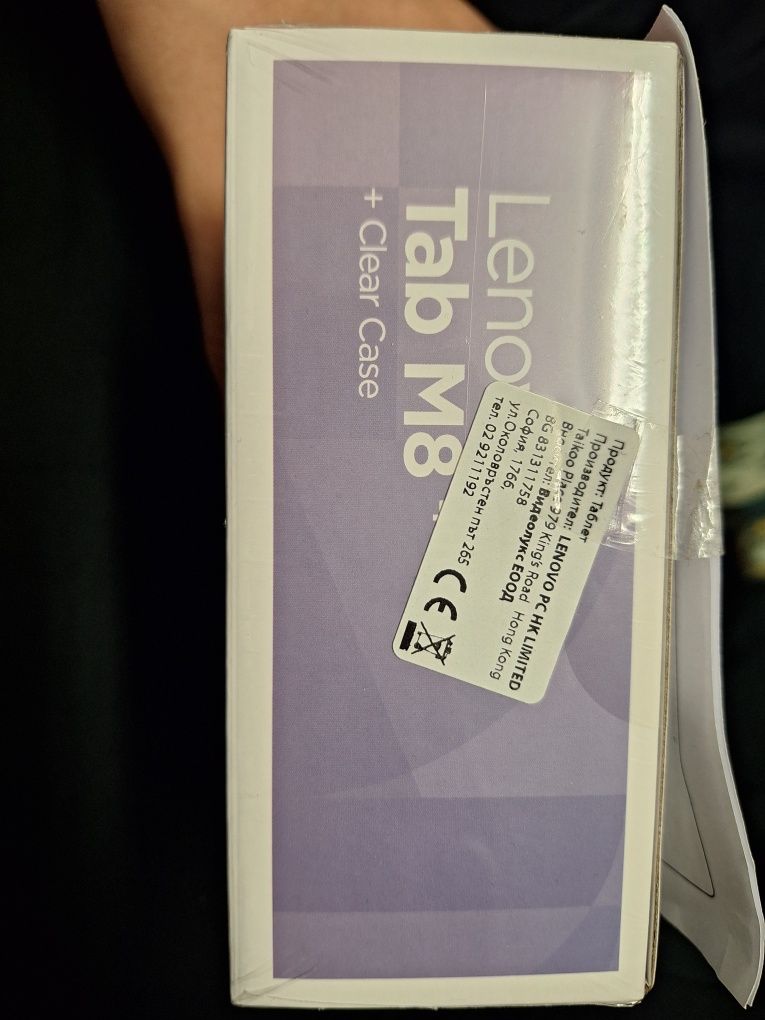 Lenov
Tab M8
+ Clear Case
Продукт: Таблет
Производител: LENOVO PC HK LIMITED
Taikoo Place 979 King's Road Hong Kong
Вносител: Видеолукс ЕООД
BG 831311758
София, 1766,
ул.Околовръстен път 265
тел. 02 9211192
CE